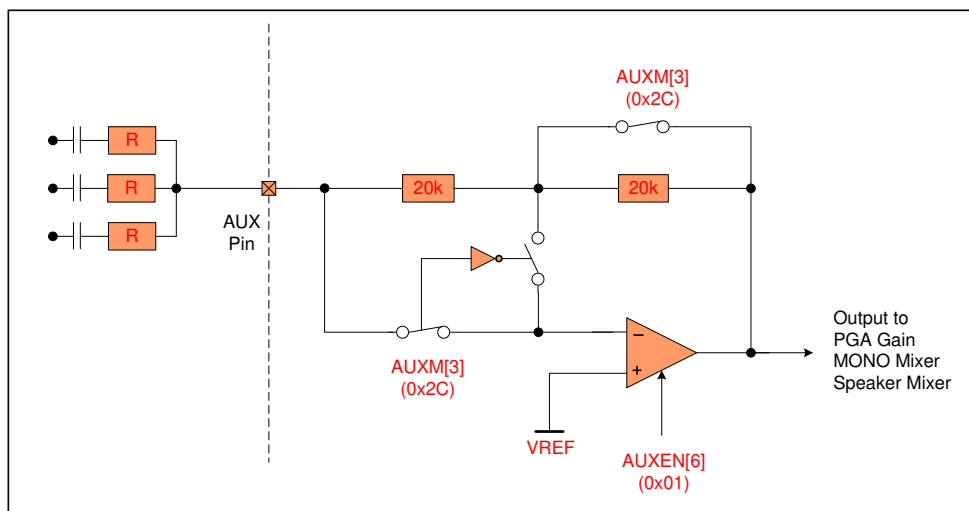 AUXM[3]
(0x2C)
R
R
R
20k
20k
AUX
Pin
AUXM[3]
(0x2C)
−
+
VREF
AUXEN[6]
(0x01)
Output to
PGA Gain
MONO Mixer
Speaker Mixer